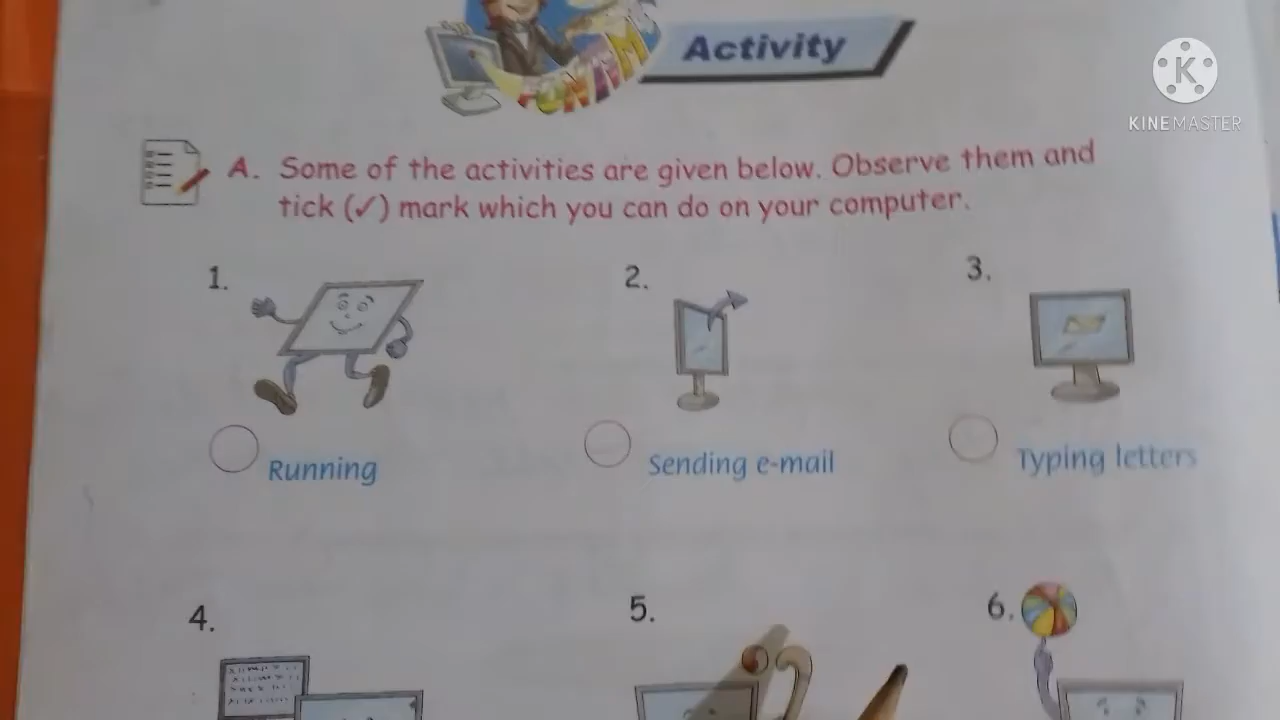 Activity
KINEMASTER
A. Some of the activities are given below. Observe them and
tick (✓) mark which you can do on your computer.
1.
2.
3.
Running
Sending e-mail
Typing letters
4.
5.
6.